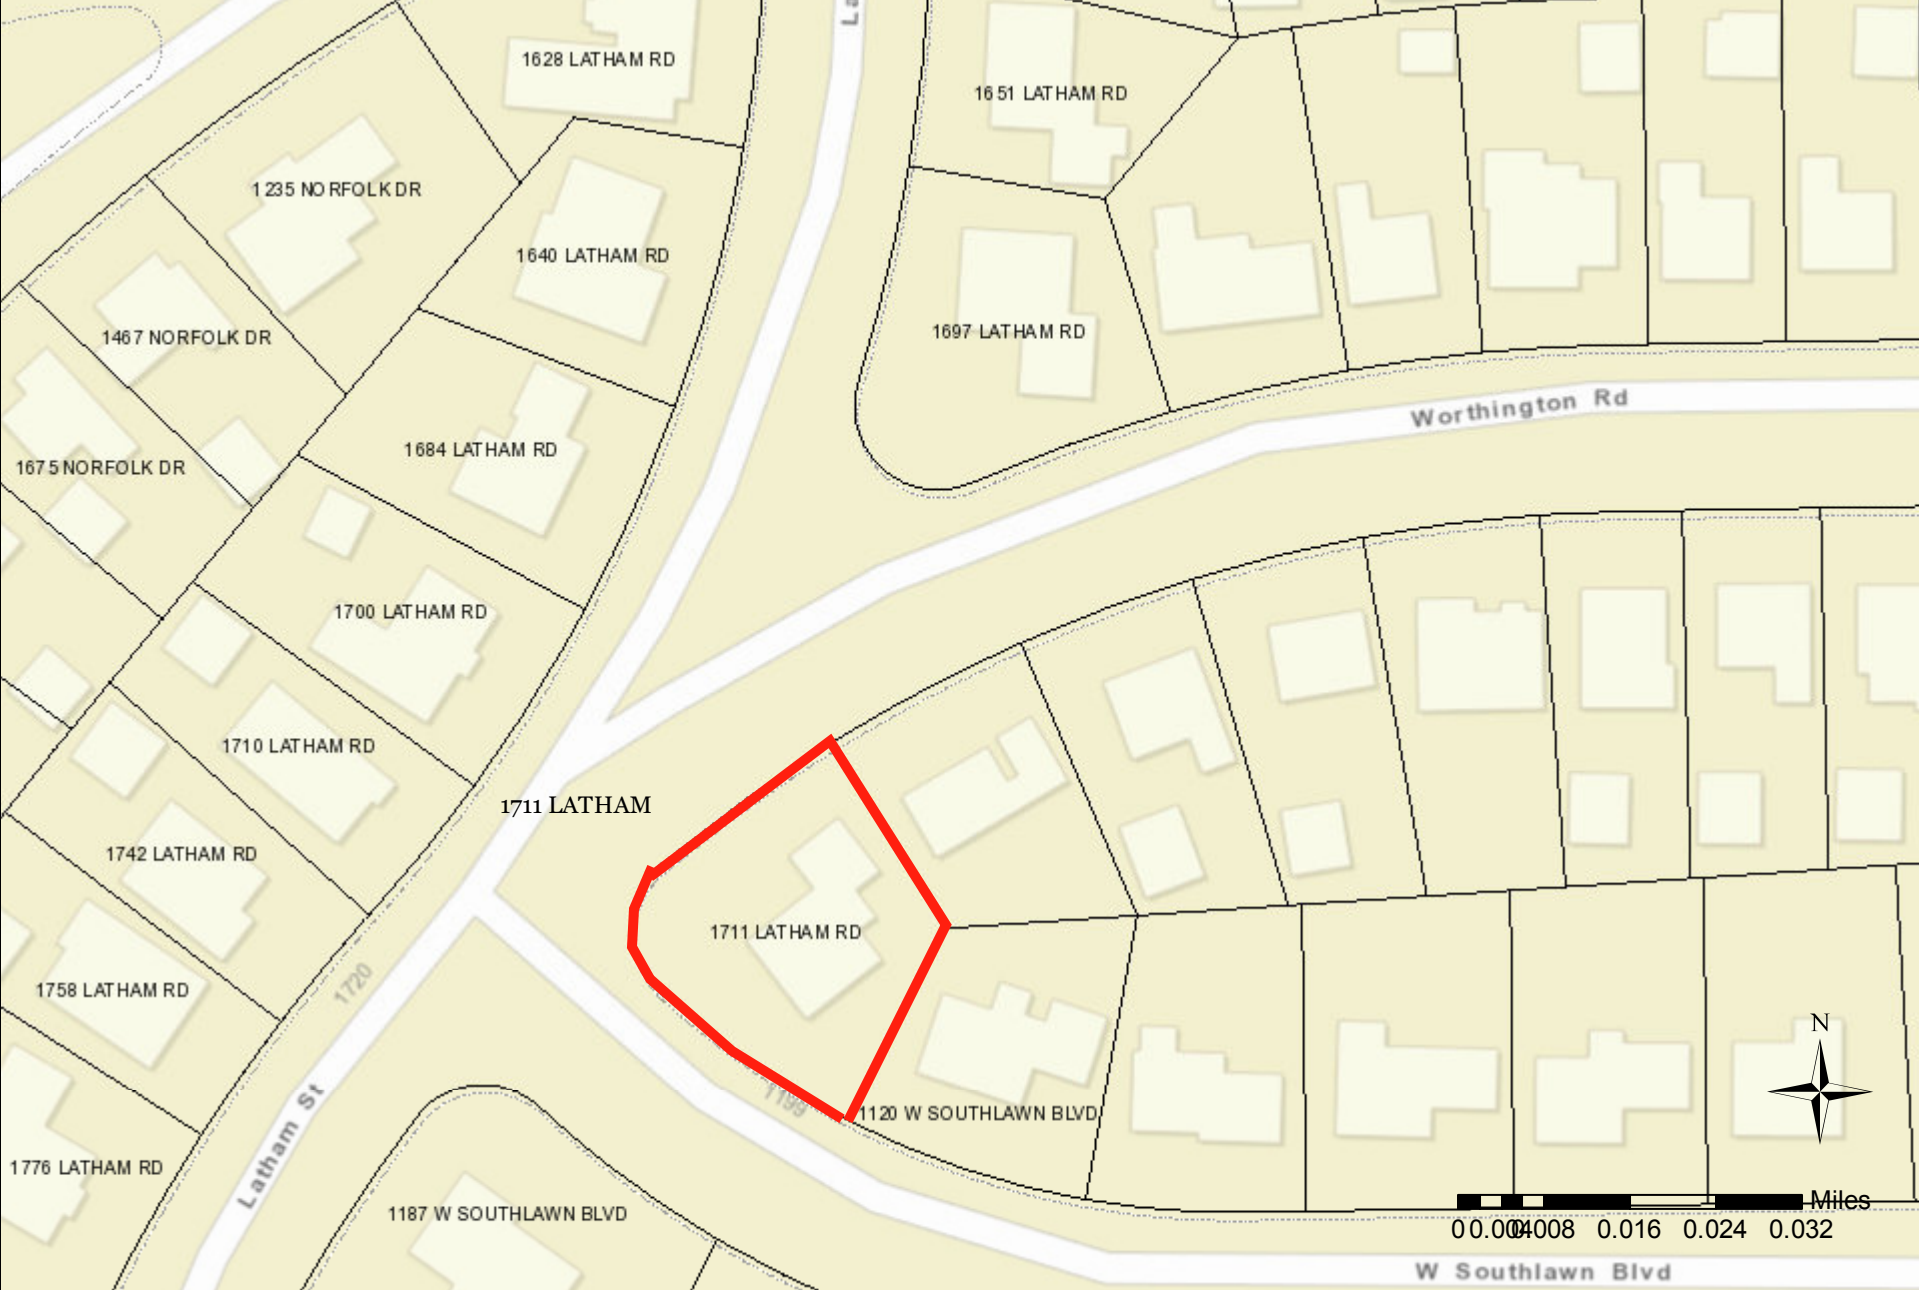 La
1628 LATHAM RD
1651 LATHAM RD
1235 NORFOLK DR
1640 LATHAM RD
1467 NORFOLK DR
1697 LATHAM RD
Worthington Rd
1684 LATHAM RD
1675 NORFOLK DR
1700 LATHAM RD
1710 LATHAM RD
1711 LATHAM
1742 LATHAM RD
1711 LATHAM RD
1758 LATHAM RD
1720
N
1199
1120 W SOUTHLAWN BLVD
Latham St
1776 LATHAM RD
1187 W SOUTHLAWN BLVD
Miles
0 0.004 0.008 0.016 0.024 0.032
W Southlawn Blvd